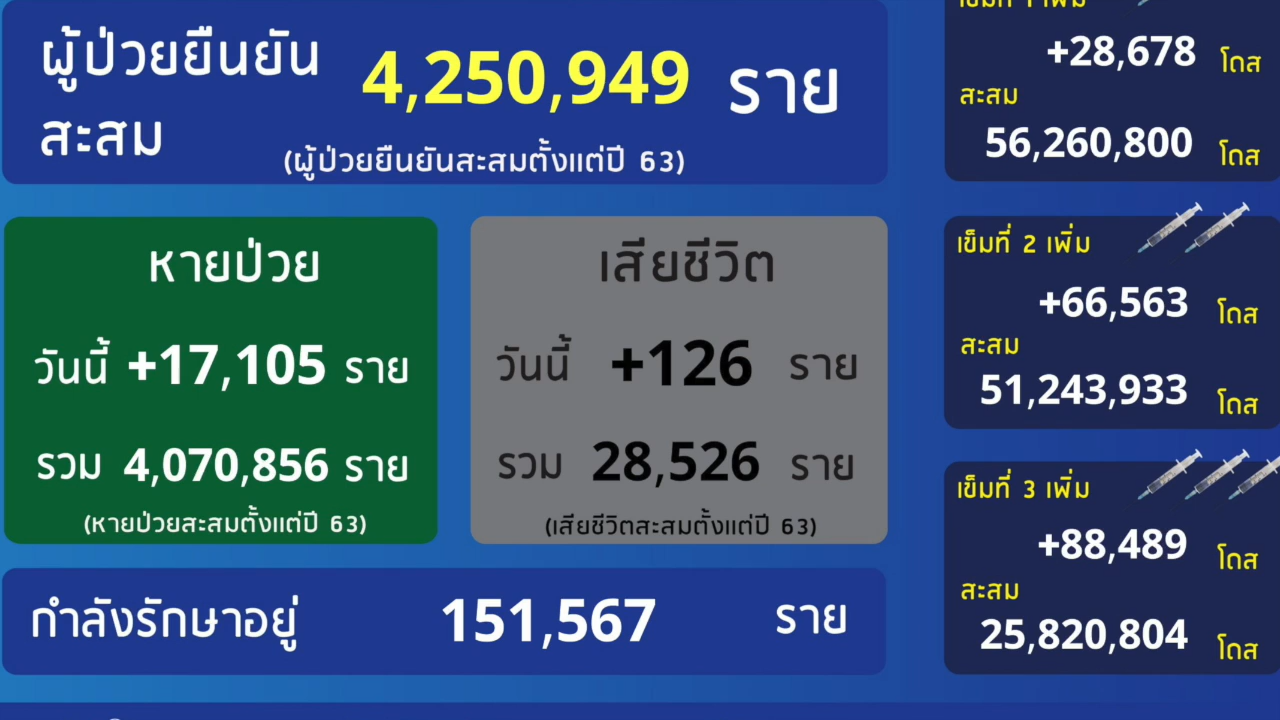 ผู้ป่วยยืนยัน
สะสม
4,250,949 ราย
(ผู้ป่วยยืนยันสะสมตั้งแต่ปี 63)
หายป่วย
วันนี้ +17,105 ราย
รวม 4,070,856 ราย
(หายป่วยสะสมตั้งแต่ปี 63)
เสียชีวิต
วันนี้ +126 ราย
รวม 28,526 ราย
(เสียชีวิตสะสมตั้งแต่ปี 63)
กำลังรักษาอยู่ 151,567 ราย
+28,678 โดส
สะสม
56,260,800 โดส
เข็มที่ 2 เพิ่ม
+66,563 โดส
สะสม
51,243,933 โดส
เข็มที่ 3 เพิ่ม
+88,489 โดส
สะสม
25,820,804 โดส